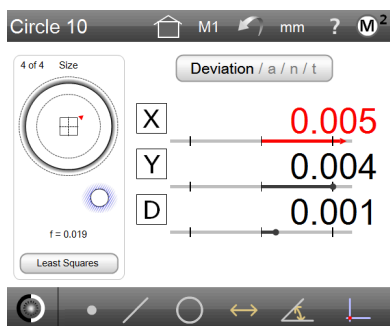 Circle 10 M1 mm ? M2
4 of 4 Size
Deviation / a / n / t
X 0.005
Y 0.004
D 0.001
f = 0.019
Least Squares